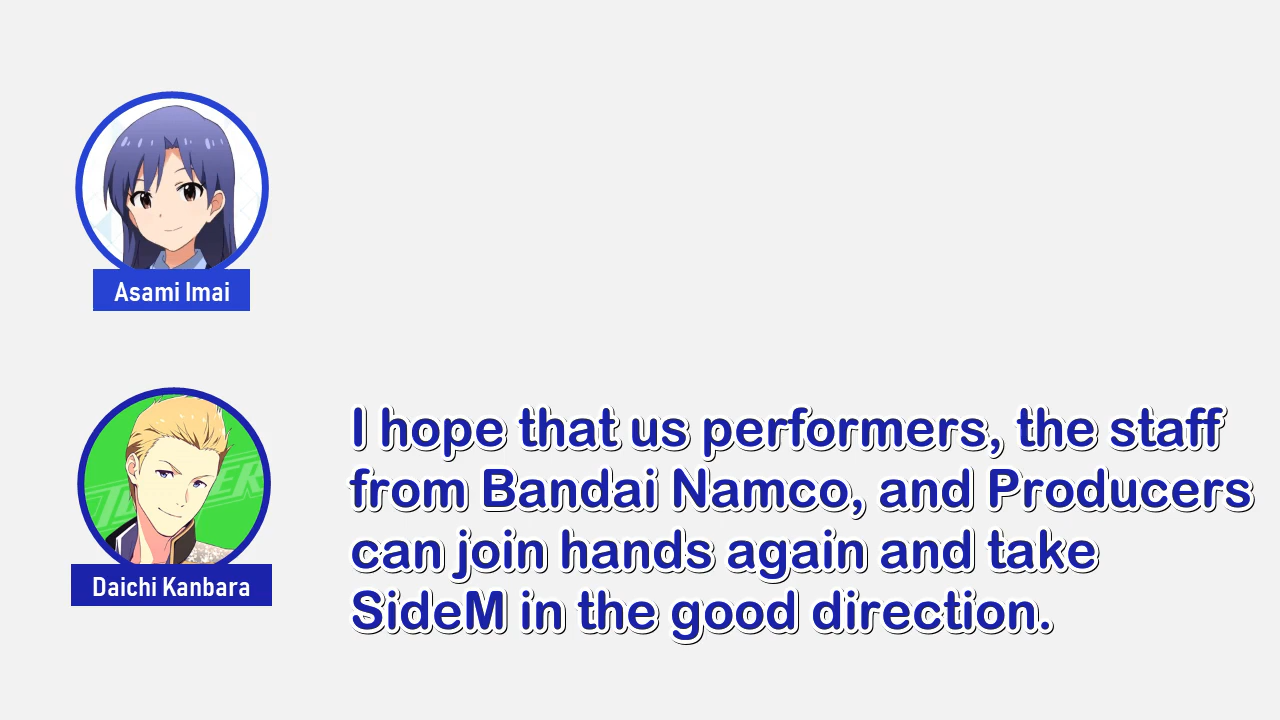 Asami Imai
Daichi Kanbara
I hope that us performers, the staff
from Bandai Namco, and Producers
can join hands again and take
SideM in the good direction.